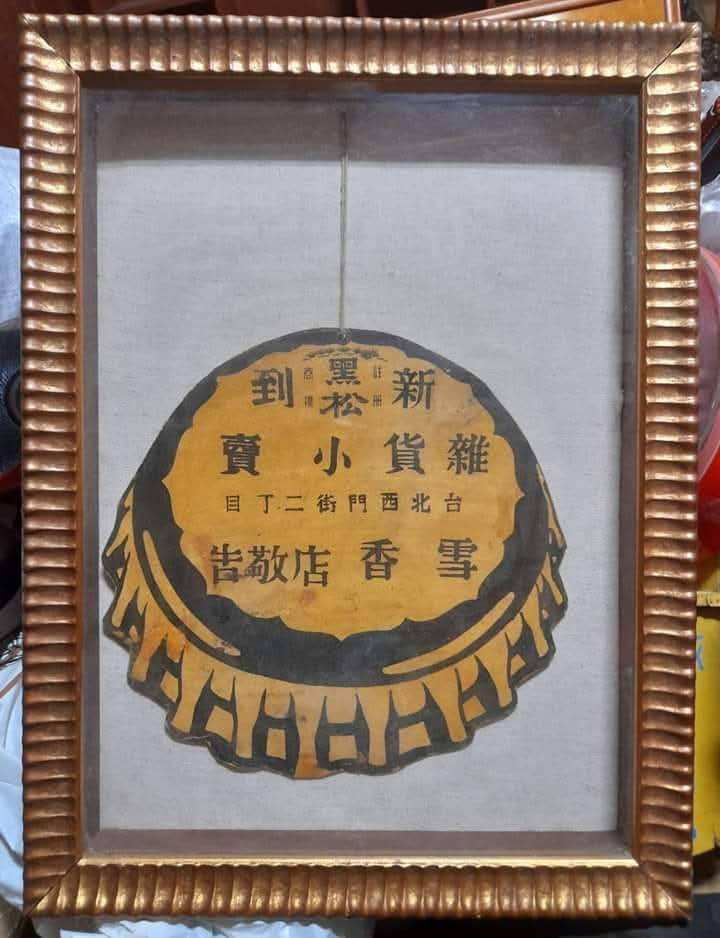 新到
註冊
黑松
商標
雜貨小賣
台北西門街二丁目
雪香店敬告